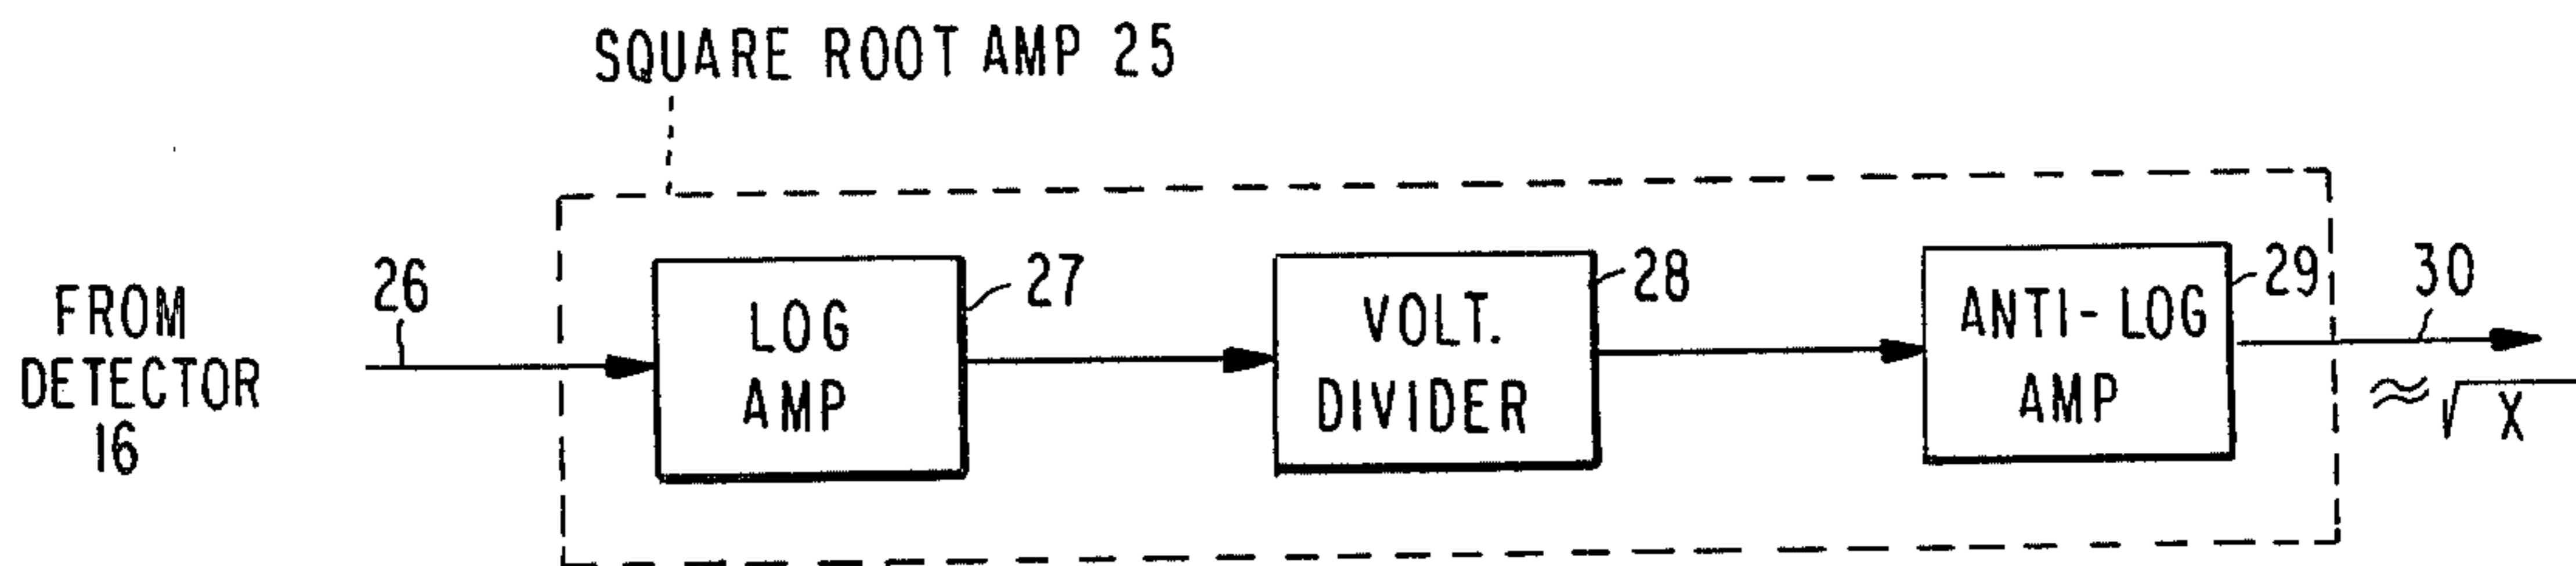 SQUARE ROOT AMP 25
FROM
DETECTOR
16
26
LOG
AMP
27
VOLT.
DIVIDER
28
ANTI-LOG
AMP
29
30
≈√X